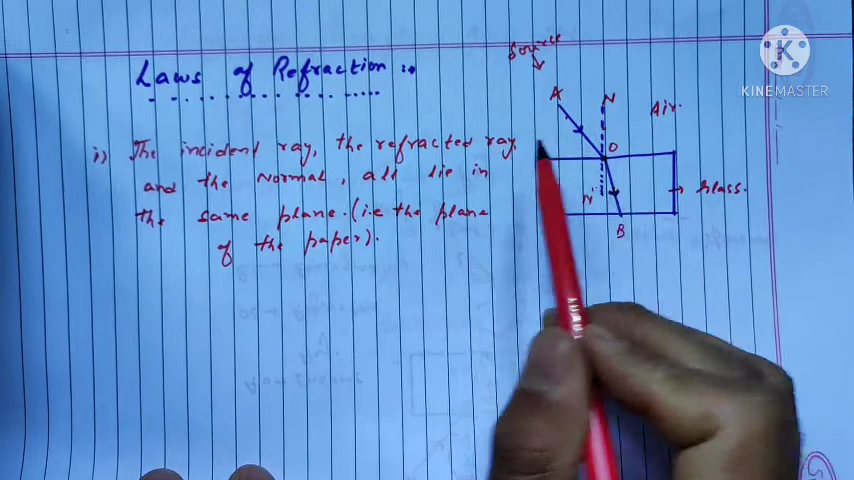 Laws of Refraction :-
i) The incident ray, the refracted ray,
and the Normal, all lie in
the same plane. (i.e the plane
of the paper).
Source
A
N
Air.
O
N'
Glass.
B
K
KINEMASTER